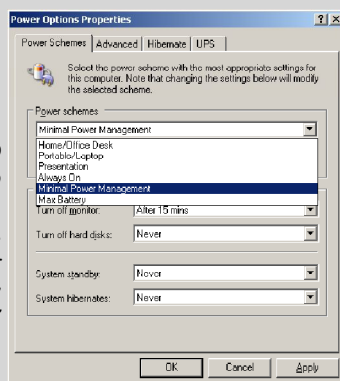 Power Options Properties
Power Schemes Advanced Hibernate UPS
Select the power scheme with the most appropriate settings for
this computer. Note that changing the settings below will modify
the selected scheme.
Power schemes
Minimal Power Management
Home/Office Desk
Portable/Laptop
Presentation
Always On
Minimal Power Management
Max Battery
Turn off monitor: After 15 mins
Turn off hard disks: Never
System standby: Never
System hibernates: Never
OK Cancel Apply